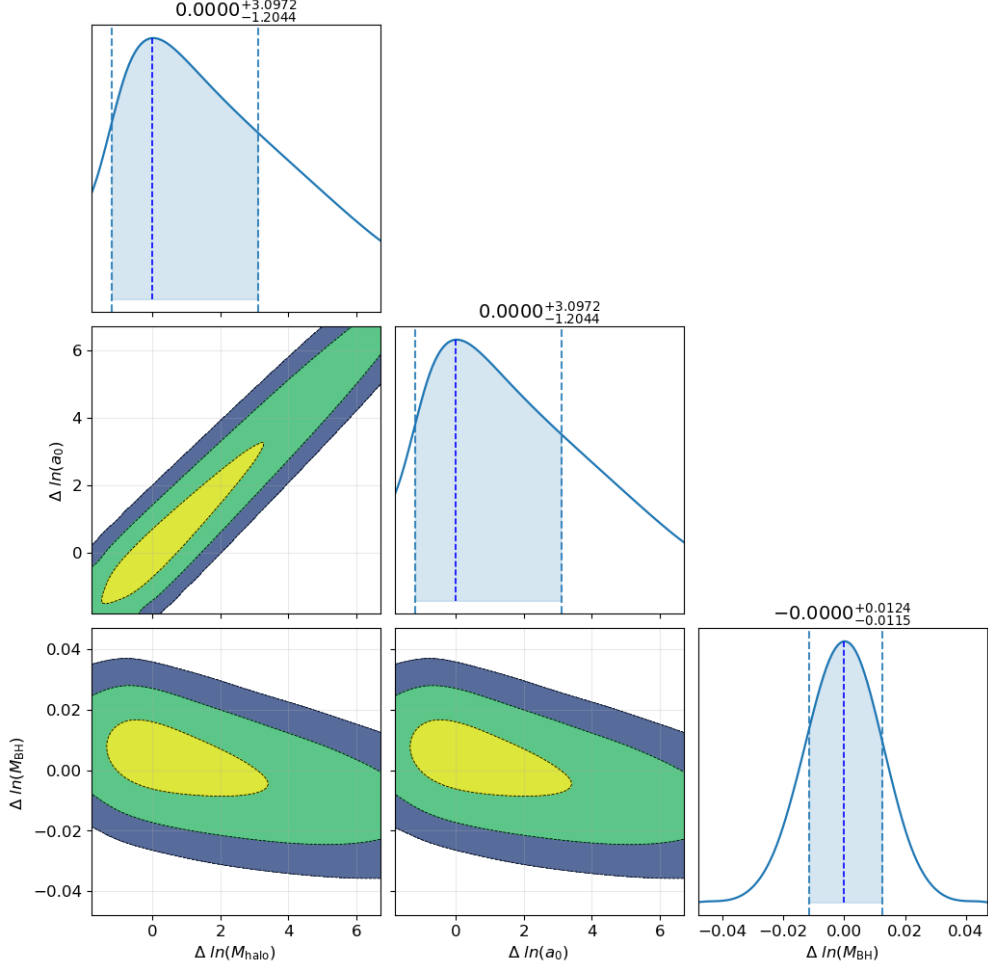 0.0000+3.0972
−1.2044
6
4
2
0
Δ ln(a0)
0.0000+3.0972
−1.2044
0.04
0.02
0.00
−0.02
−0.04
Δ ln(MBH)
−0.0000+0.0124
−0.0115
0 2 4 6
Δ ln(Mhalo)
0 2 4 6
Δ ln(a0)
−0.04 −0.02 0.00 0.02 0.04
Δ ln(MBH)